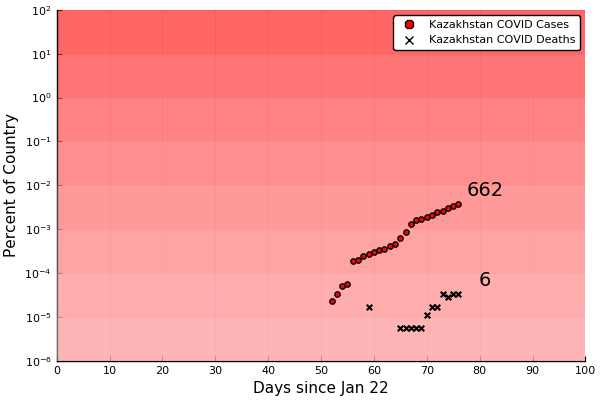 10²
10¹
10⁰
10⁻¹
10⁻²
10⁻³
10⁻⁴
10⁻⁵
10⁻⁶
Percent of Country
Kazakhstan COVID Cases
Kazakhstan COVID Deaths
662
6
0 10 20 30 40 50 60 70 80 90 100
Days since Jan 22